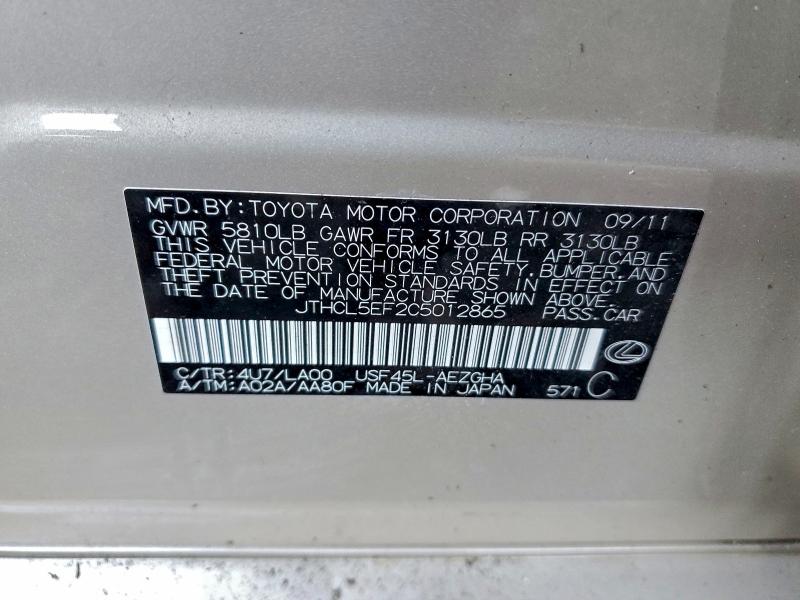 MFD.BY:TOYOTA MOTOR CORPORATION 09/11
GVWR 5810LB GAWR FR 3130LB RR 3130LB
THIS VEHICLE CONFORMS TO ALL APPLICABLE
FEDERAL MOTOR VEHICLE SAFETY,BUMPER,AND
THEFT PREVENTION STANDARDS IN EFFECT ON
THE DATE OF MANUFACTURE SHOWN ABOVE.
JTHCL5EF2C5012865 PASS.CAR
C/TR:4U7/LA00 USF45L-AEZGHA
A/TM:A02A/AA80F MADE IN JAPAN 571 C